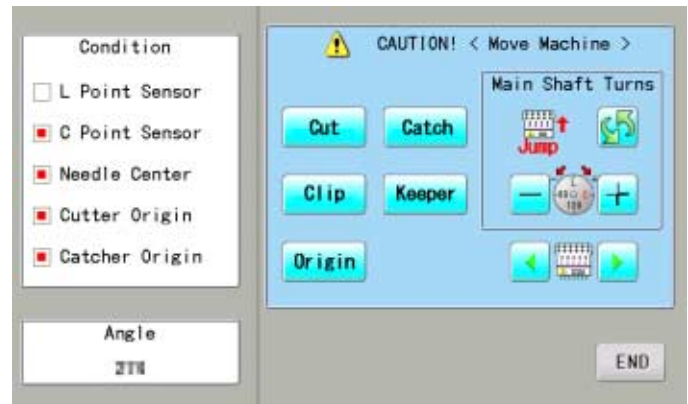 Condition
L Point Sensor
C Point Sensor
Needle Center
Cutter Origin
Catcher Origin
Angle
CAUTION! < Move Machine >
Main Shaft Turns
Cut
Catch
Jump
Clip
Keeper
Origin
END